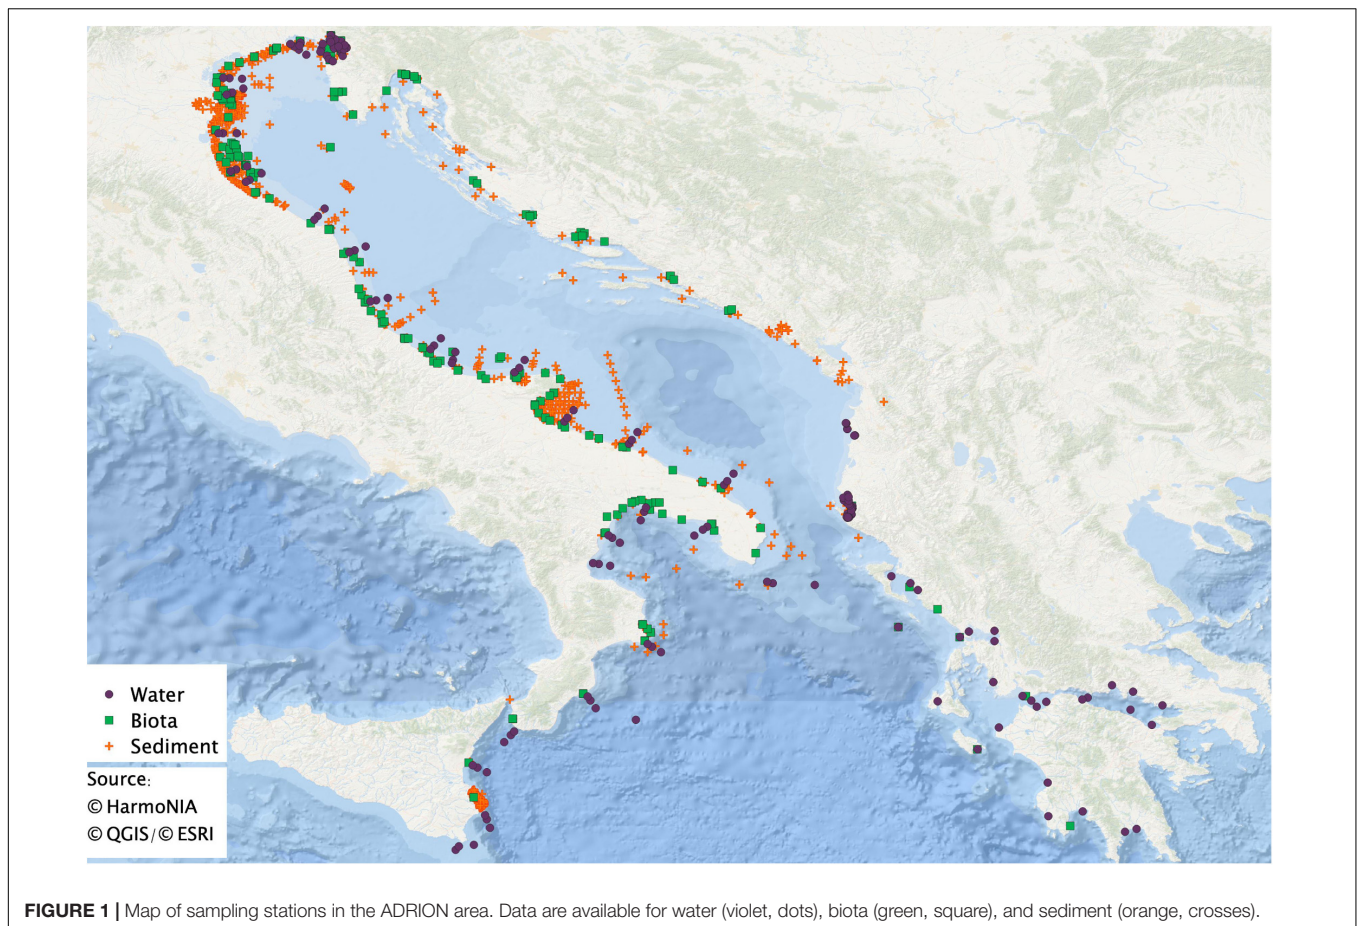 Water
Biota
Sediment
Source:
© HarmoNIA
© QGIS/© ESRI
FIGURE 1 | Map of sampling stations in the ADRION area. Data are available for water (violet, dots), biota (green, square), and sediment (orange, crosses).